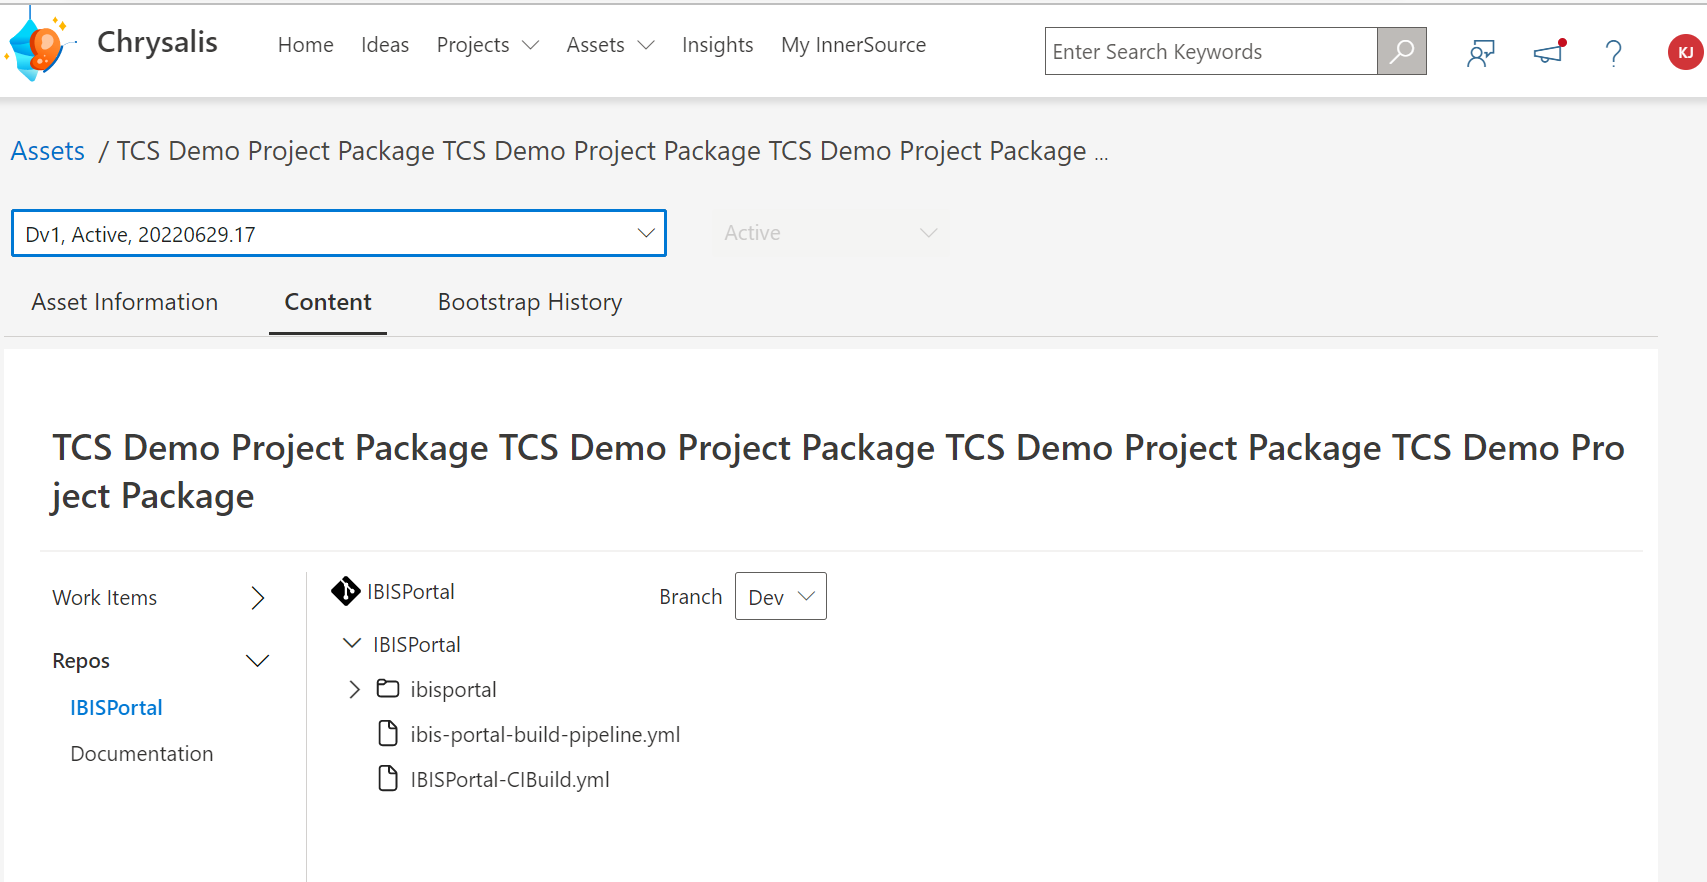 Chrysalis Home Ideas Projects Assets Insights My InnerSource Enter Search Keywords KJ
Assets / TCS Demo Project Package TCS Demo Project Package TCS Demo Project Package ...
Dv1, Active, 20220629.17 Active
Asset Information Content Bootstrap History
TCS Demo Project Package TCS Demo Project Package TCS Demo Project Package TCS Demo Pro
ject Package
Work Items
Repos
IBISPortal
Documentation
IBISPortal Branch Dev
IBISPortal
ibisportal
ibis-portal-build-pipeline.yml
IBISPortal-CIBuild.yml